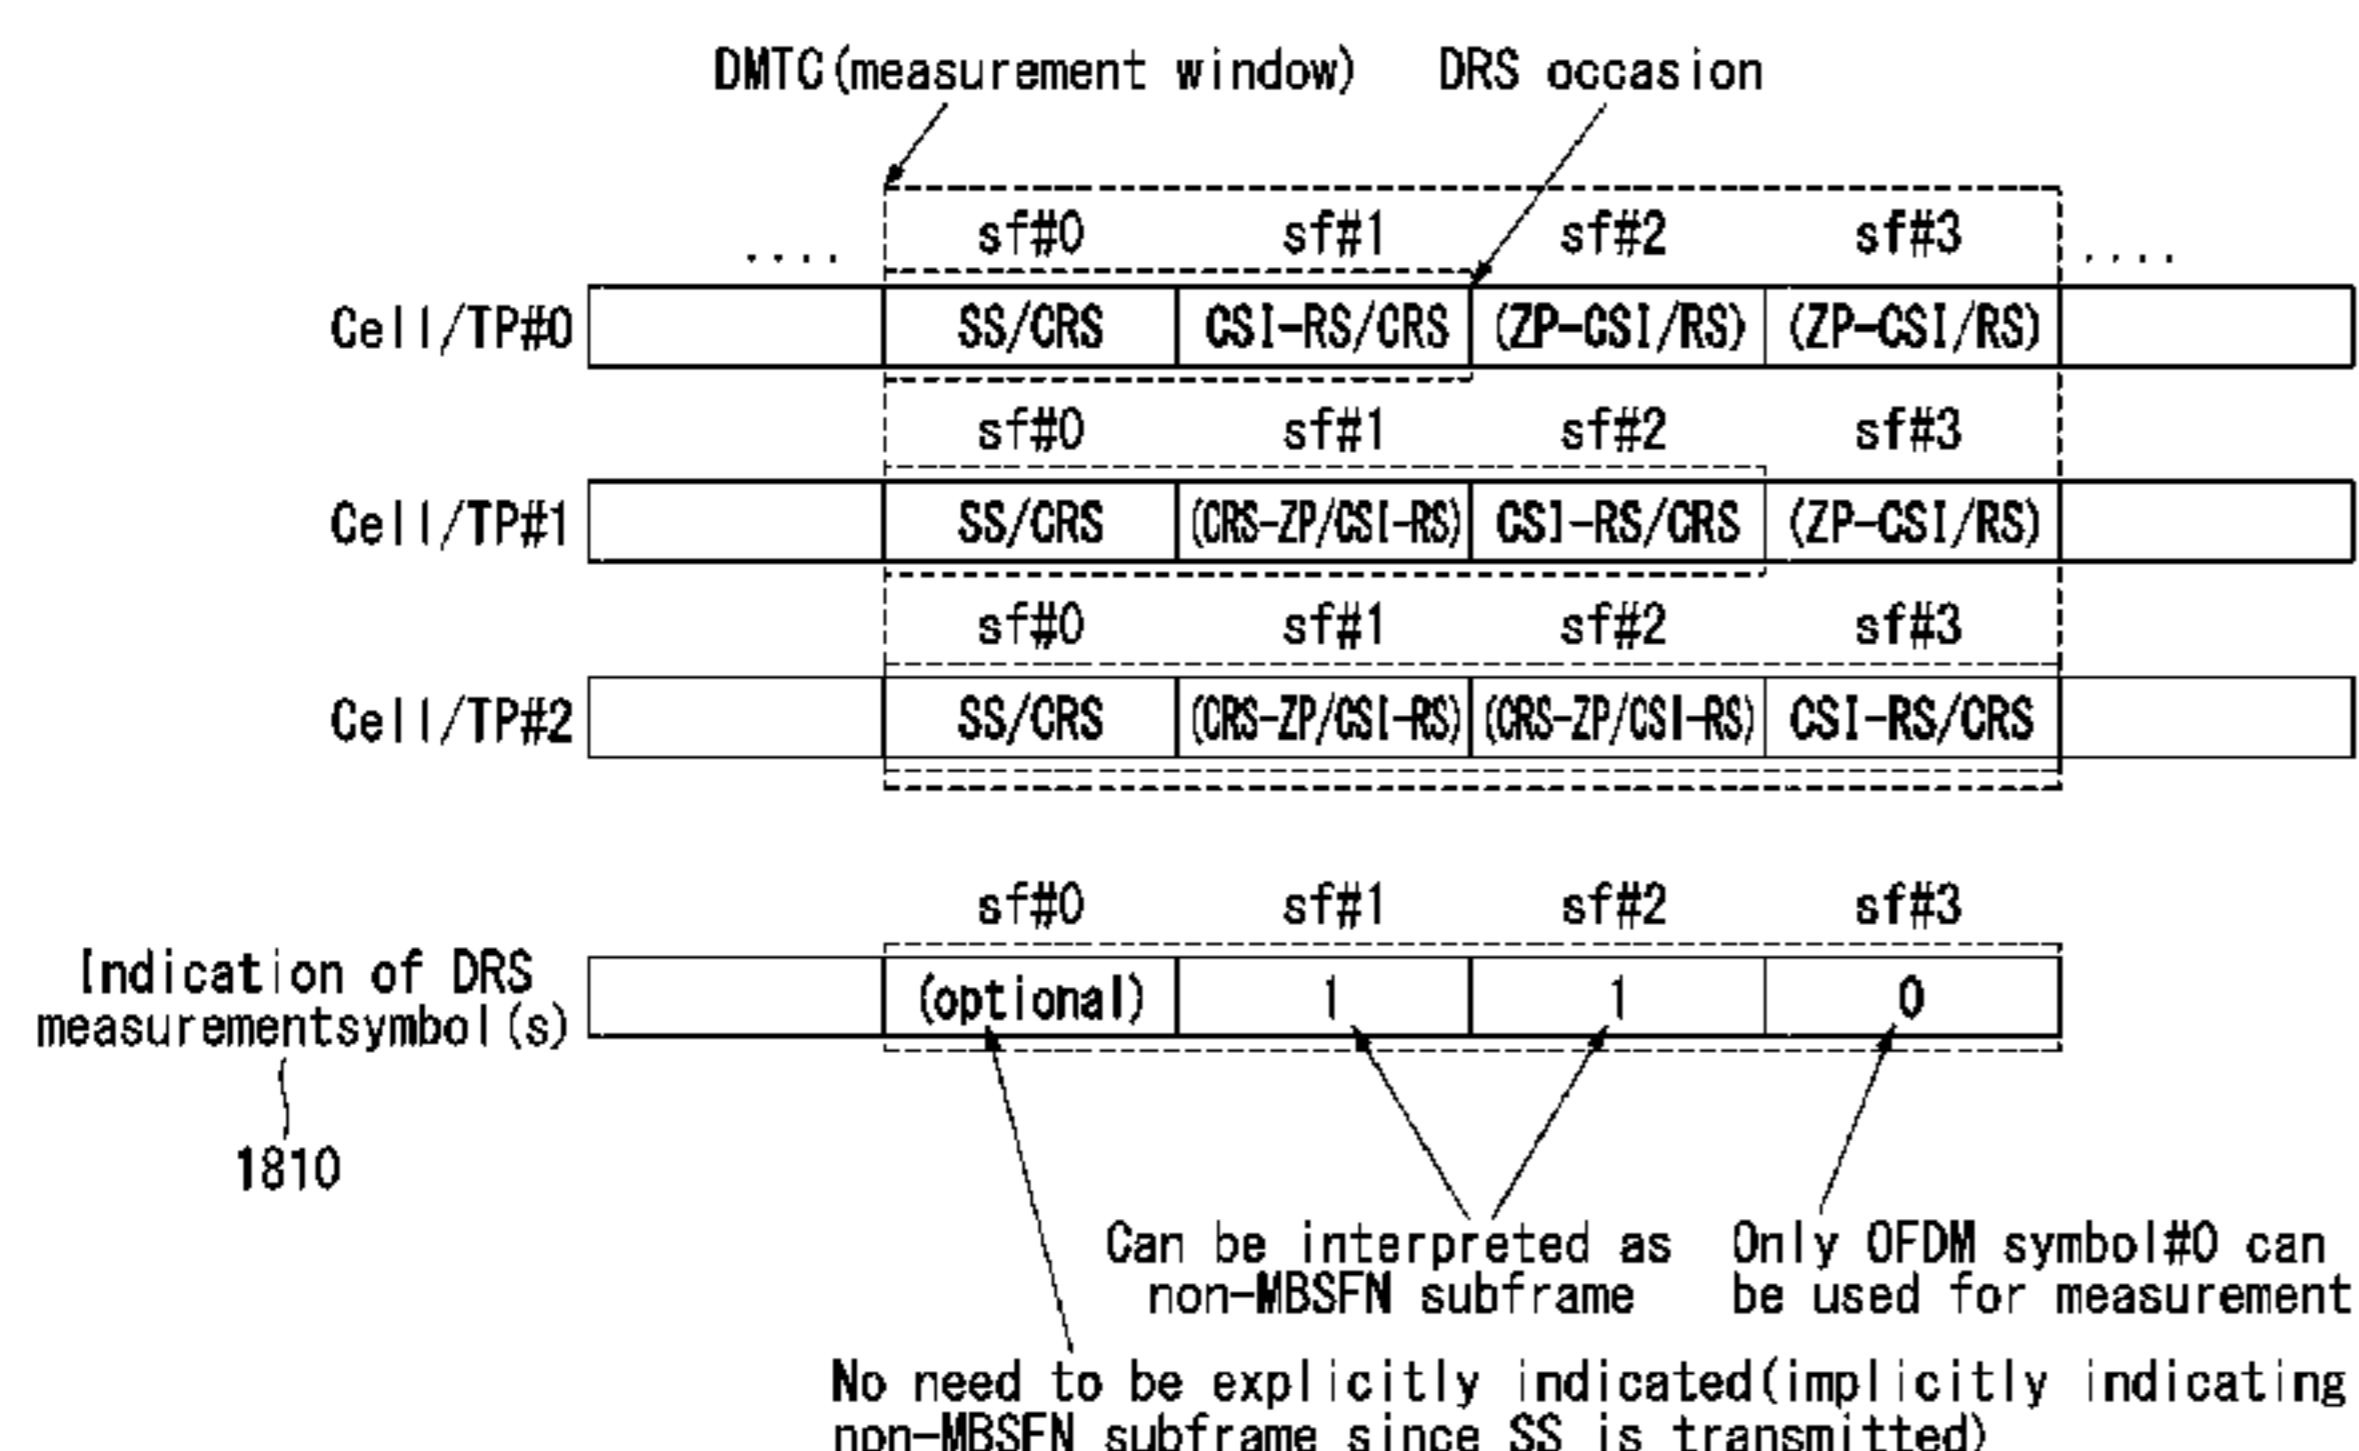 DMTC(measurement window) DRS occasion
.... sf#0 sf#1 sf#2 sf#3 ....
Cell/TP#0 SS/CRS CSI-RS/CRS (ZP-CSI/RS) (ZP-CSI/RS)
sf#0 sf#1 sf#2 sf#3
Cell/TP#1 SS/CRS (CRS-ZP/CSI-RS) CSI-RS/CRS (ZP-CSI/RS)
sf#0 sf#1 sf#2 sf#3
Cell/TP#2 SS/CRS (CRS-ZP/CSI-RS) (CRS-ZP/CSI-RS) CSI-RS/CRS
sf#0 sf#1 sf#2 sf#3
Indication of DRS
measurementsymbol(s)
(optional) 1 1 0
1810
Can be interpreted as
non-MBSFN subframe
Only OFDM symbol#0 can
be used for measurement
No need to be explicitly indicated(implicitly indicating
non-MBSFN subframe since SS is transmitted)